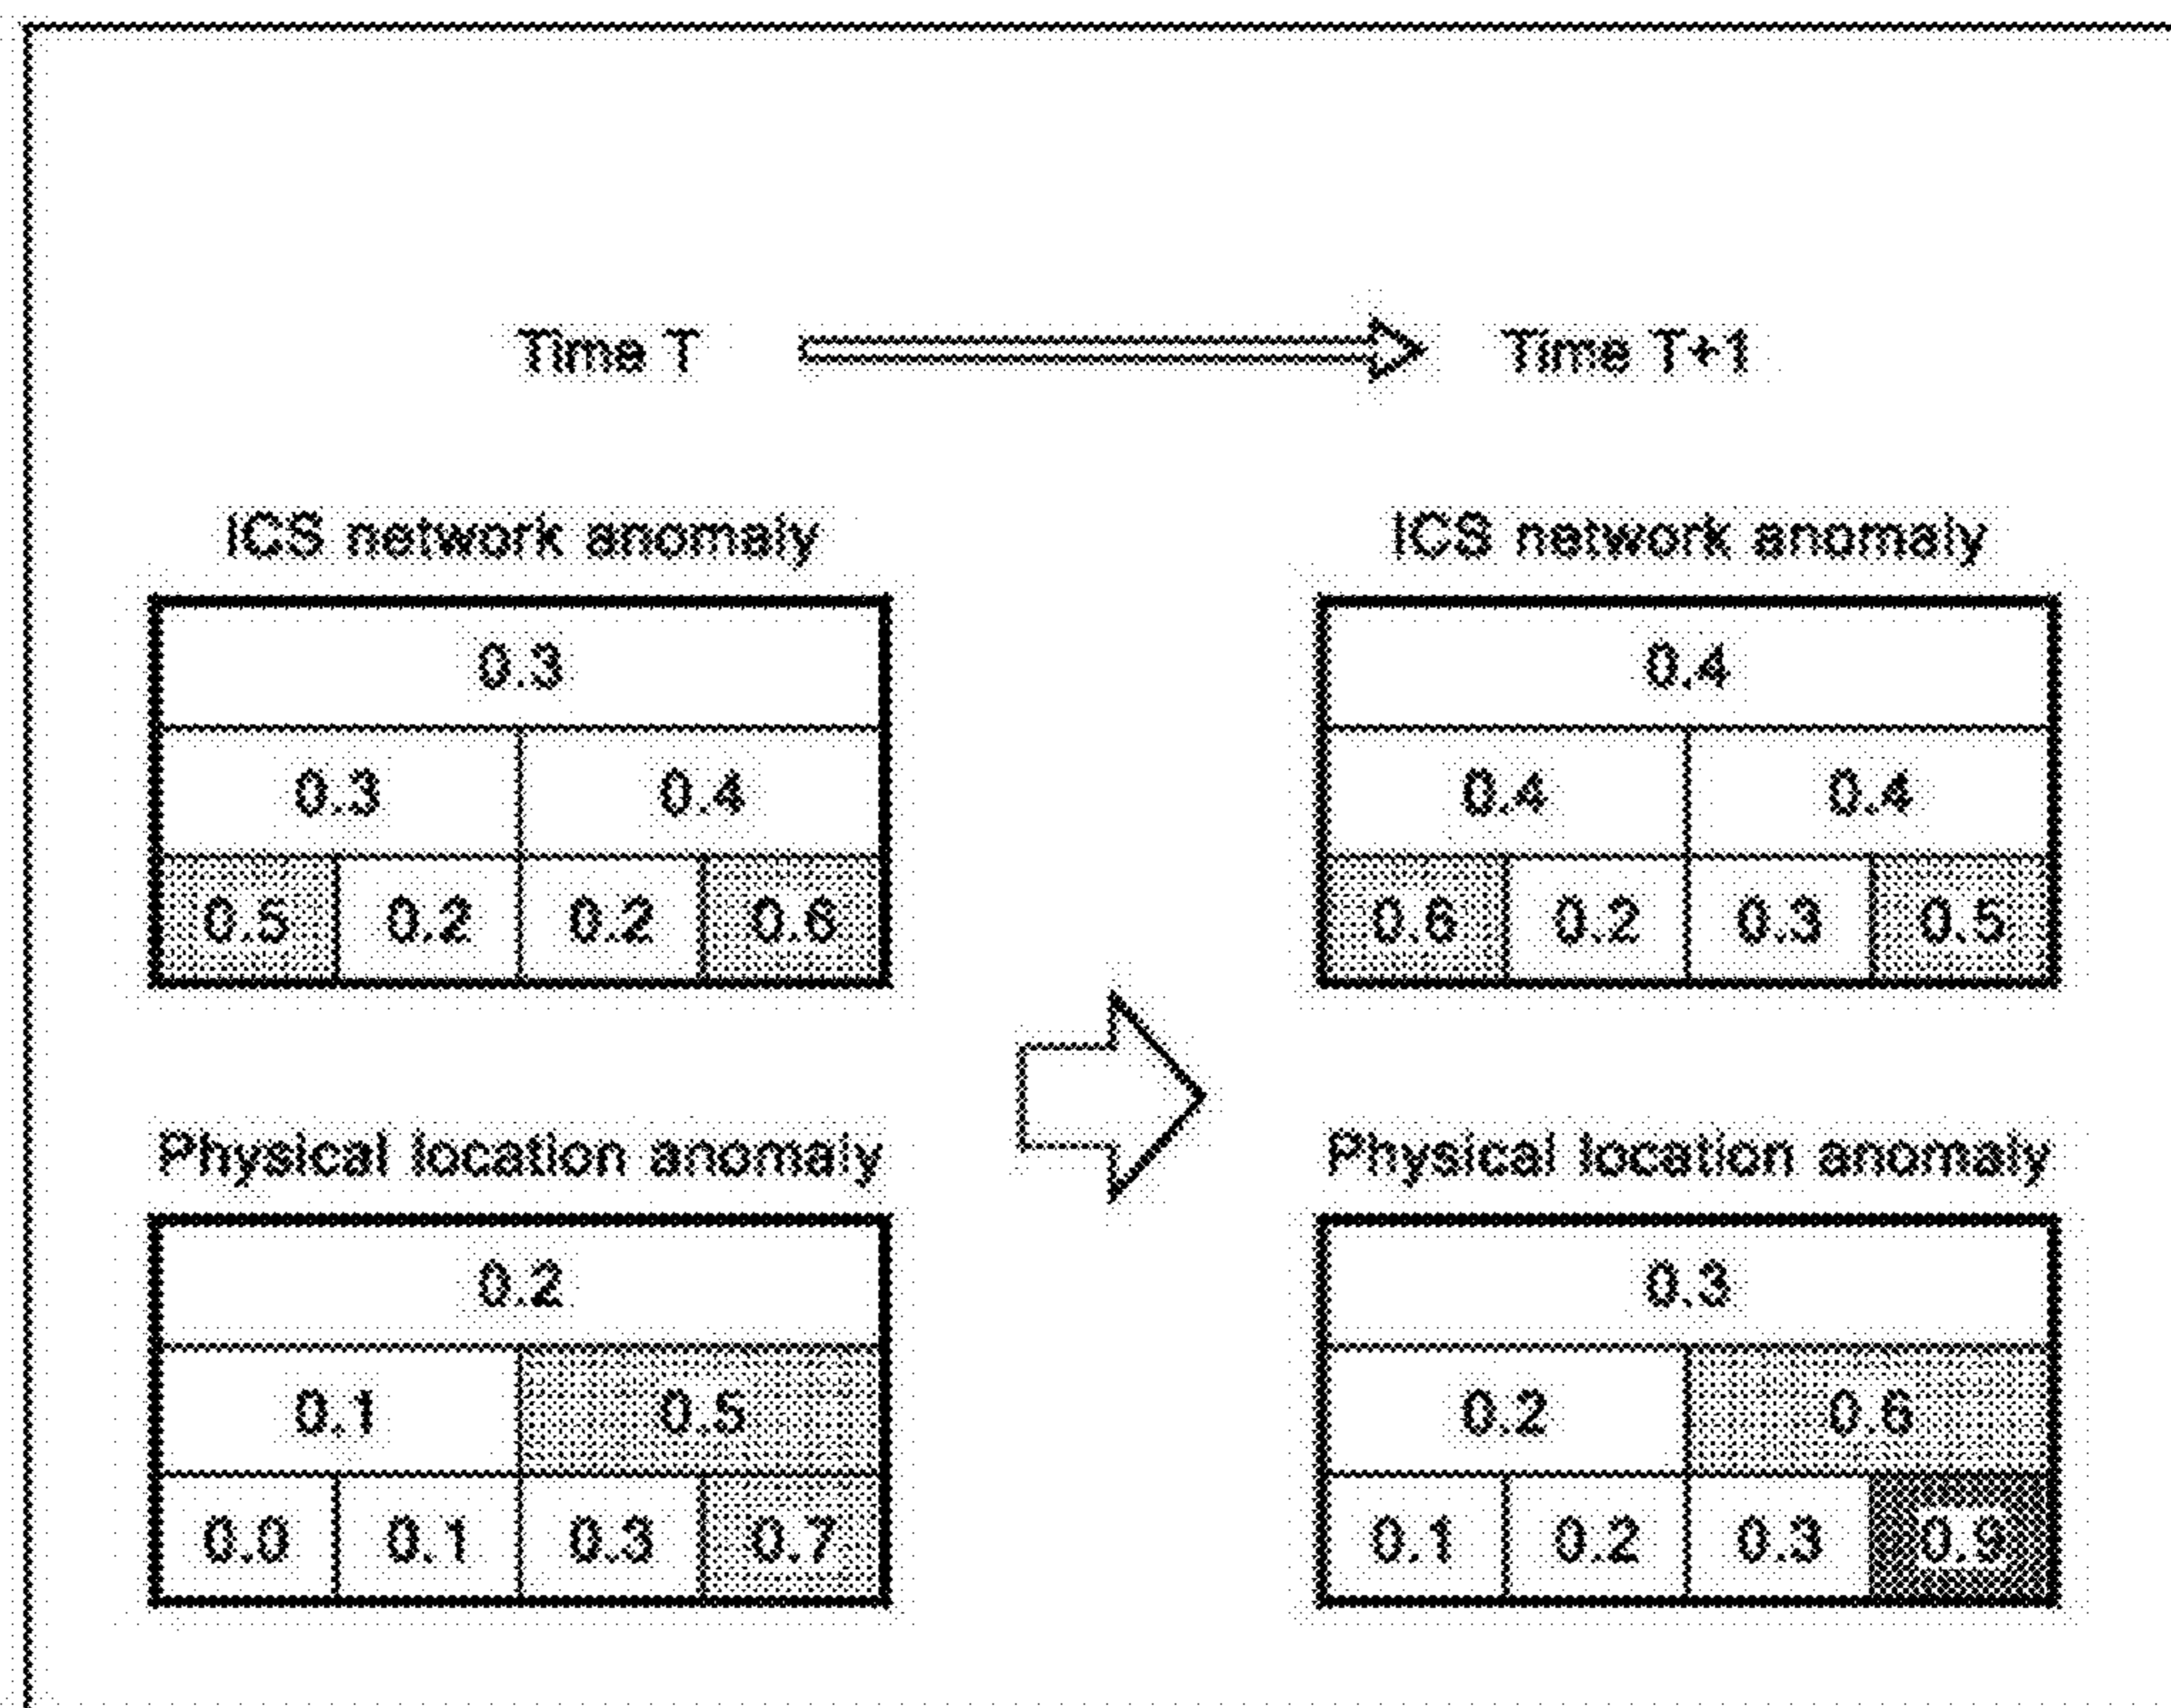 Time T Time T+1
ICS network anomaly ICS network anomaly
0.3 0.4
0.3 0.4 0.4 0.4
0.5 0.2 0.2 0.6 0.6 0.2 0.3 0.5
Physical location anomaly Physical location anomaly
0.2 0.3
0.1 0.5 0.2 0.6
0.0 0.1 0.3 0.7 0.1 0.2 0.3 0.9